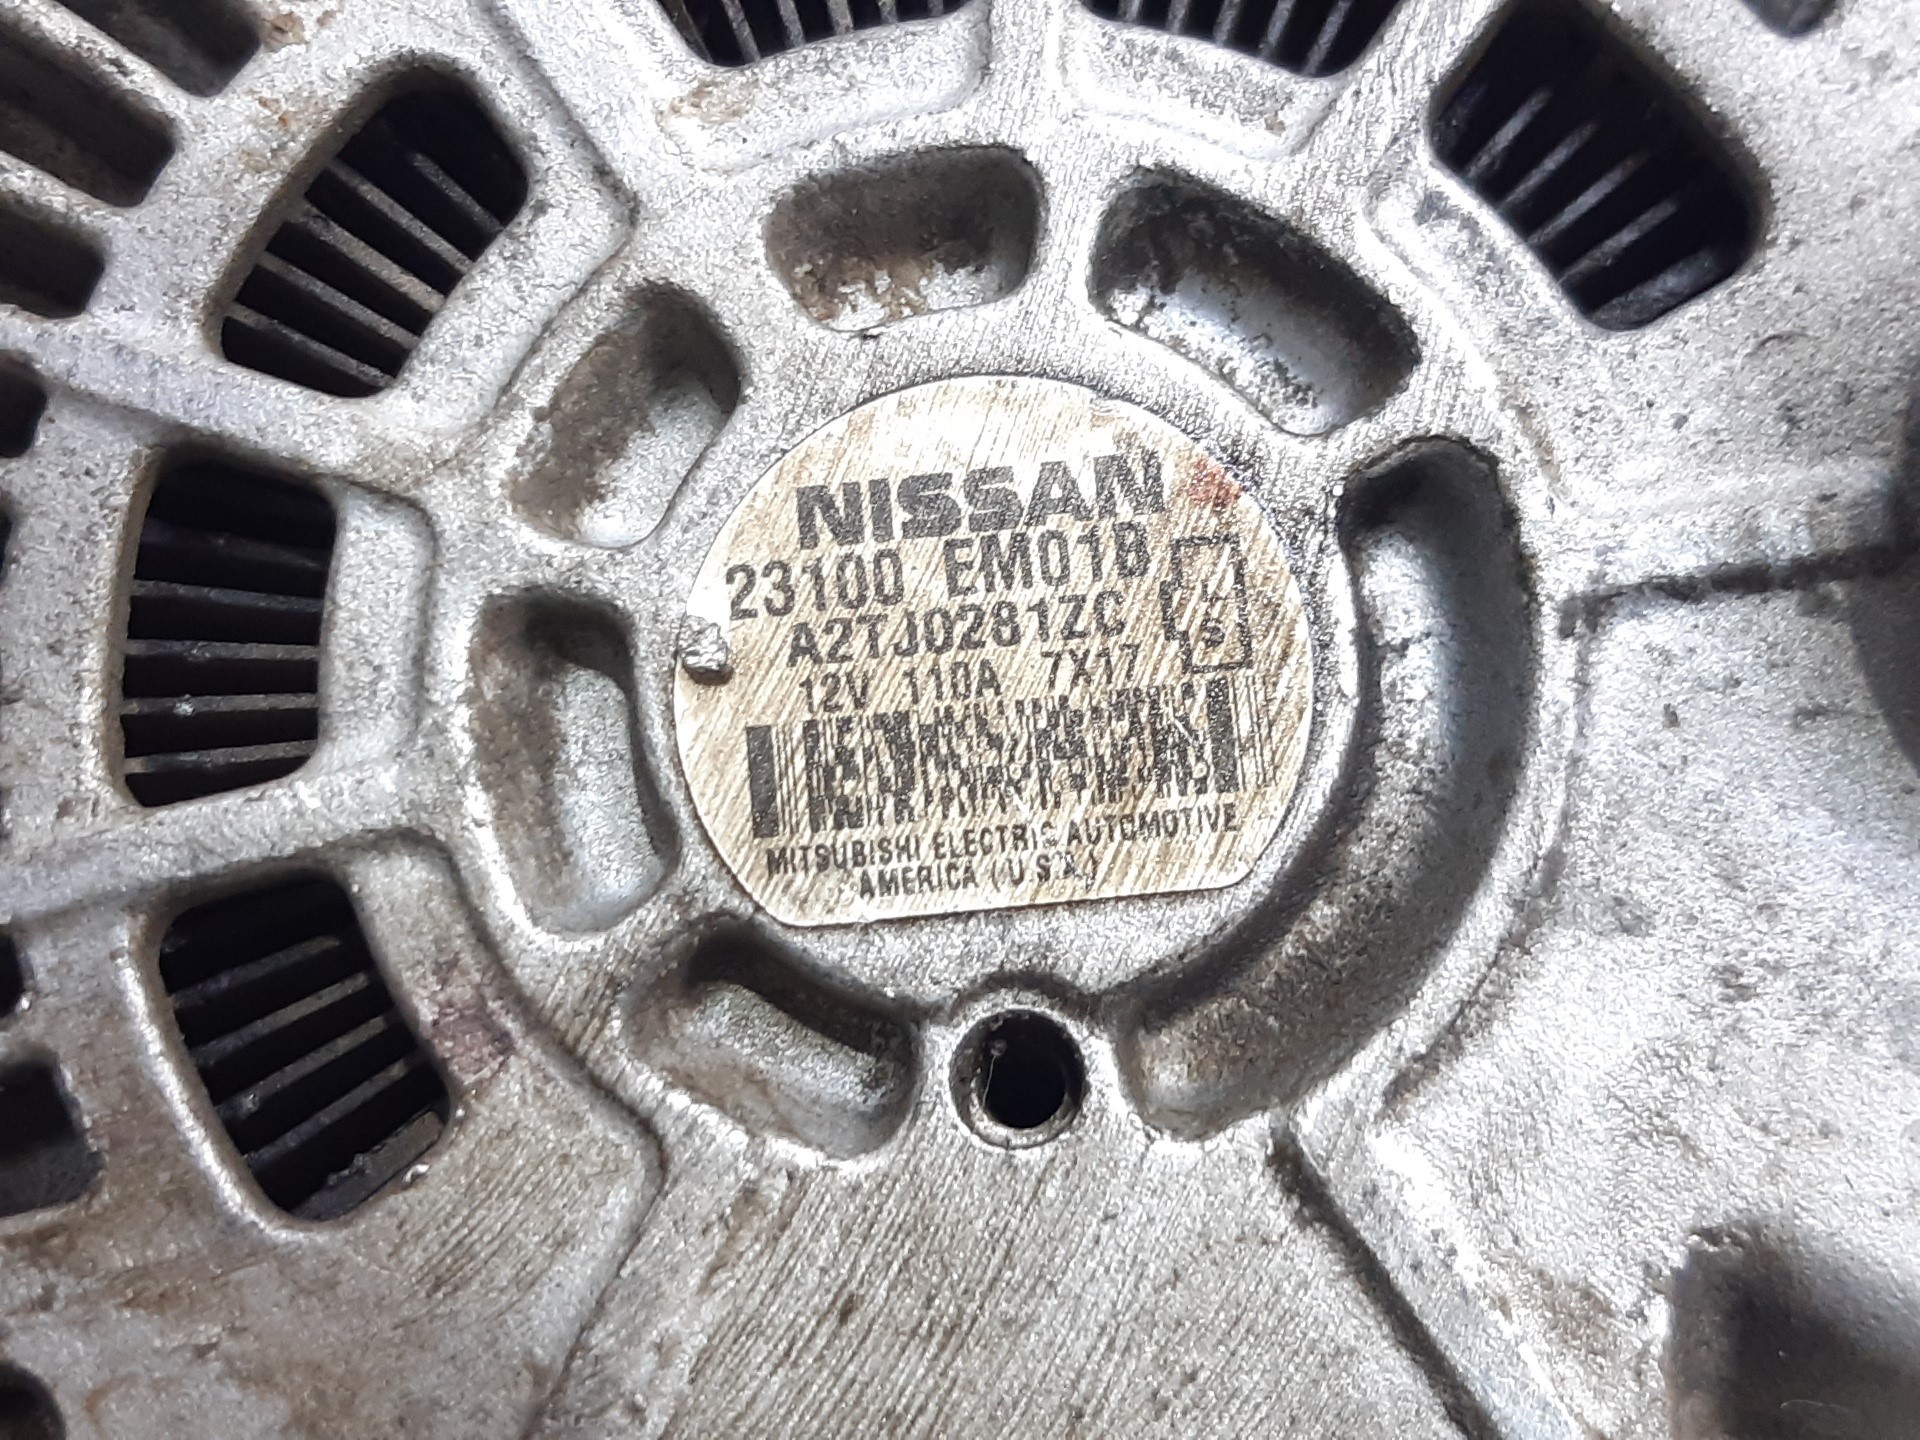 NISSAN
23100 EM01B
A2TJ0281ZC
12V 110A 7X17
MITSUBISHI ELECTRIC AUTOMOTIVE
AMERICA (U.S.A.)